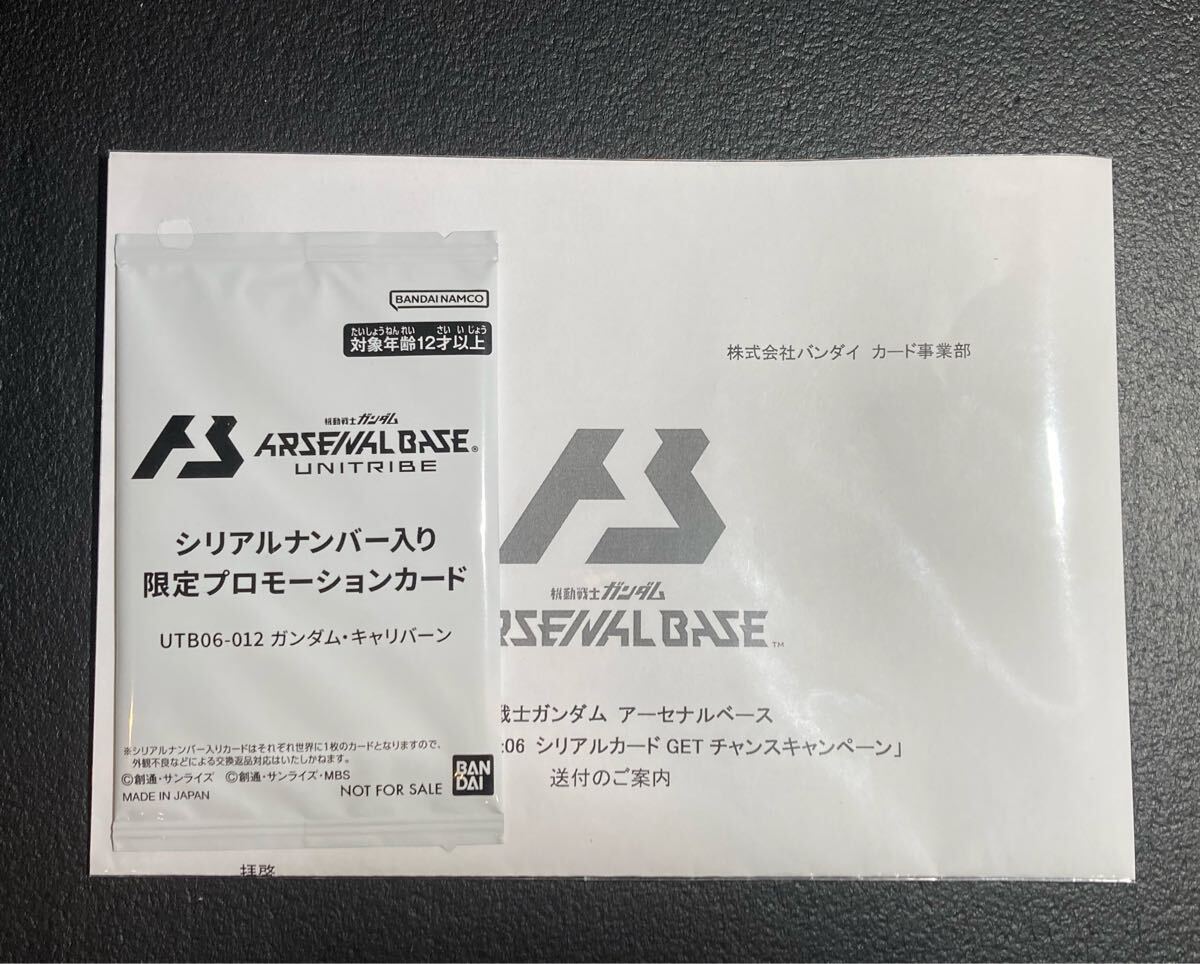 BANDAI NAMCO
たいしょうねんれい さい いじょう
対象年齢12才以上
機動戦士ガンダム
ARSENAL BASE®
UNITRIBE
シリアルナンバー入り
限定プロモーションカード
UTB06-012 ガンダム・キャリバーン
※シリアルナンバー入りカードはそれぞれ世界に1枚のカードとなりますので、
外観不良などによる交換返品対応はいたしかねます。
©創通・サンライズ ©創通・サンライズ・MBS
MADE IN JAPAN
NOT FOR SALE
BANDAI
株式会社バンダイ カード事業部
機動戦士ガンダム
RSENAL BASE™
戦士ガンダム アーセナルベース
:06 シリアルカード GET チャンスキャンペーン」
送付のご案内
拝啓